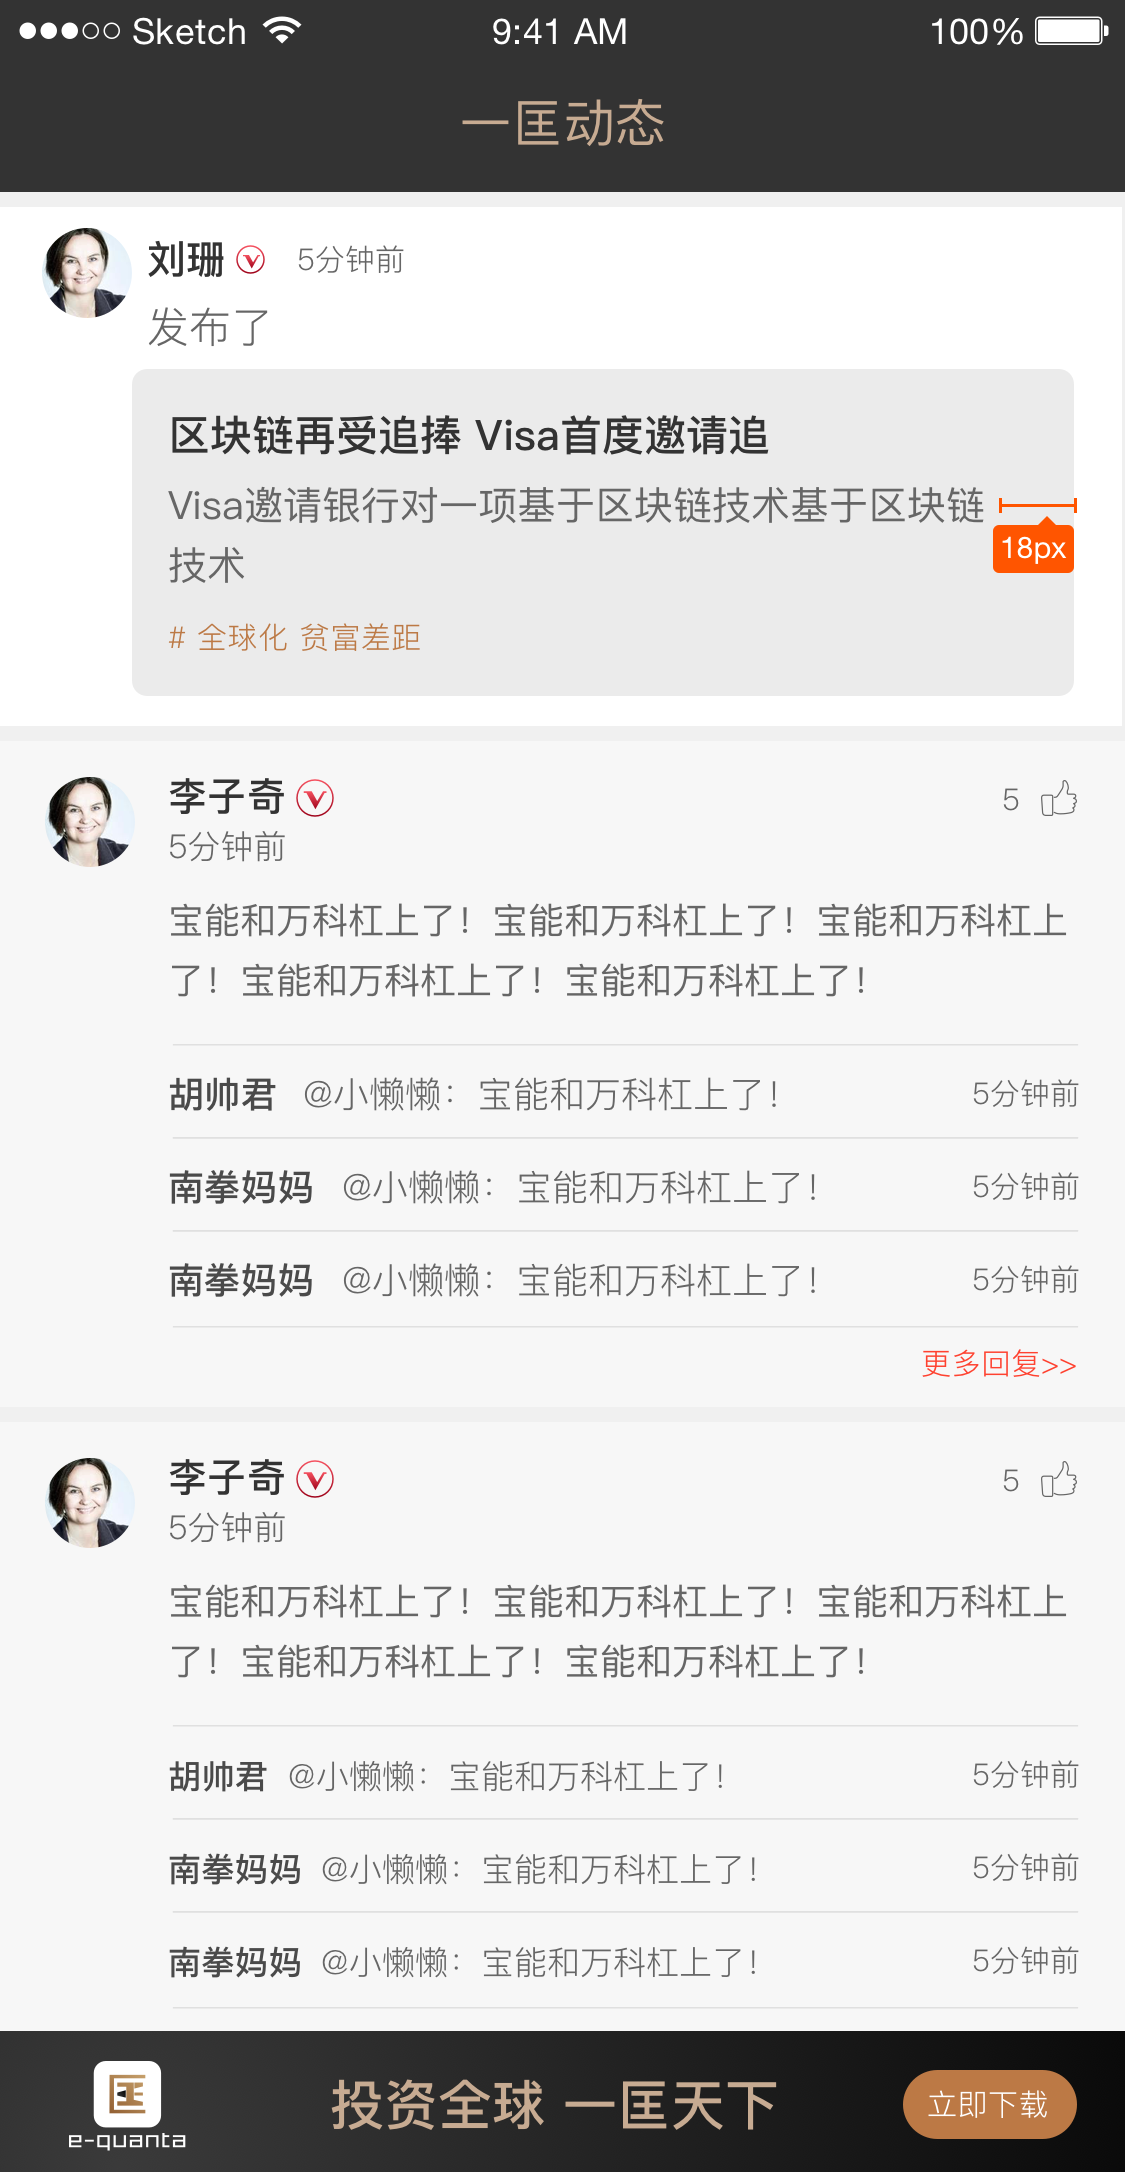 Sketch 9:41 AM 100%
一匡动态
刘珊 5分钟前
发布了
区块链再受追捧 Visa首度邀请追
Visa邀请银行对一项基于区块链技术基于区块链
技术
18px
# 全球化 贫富差距
李子奇 5
5分钟前
宝能和万科杠上了！宝能和万科杠上了！宝能和万科杠上
了！宝能和万科杠上了！宝能和万科杠上了！
胡帅君 @小懒懒：宝能和万科杠上了！ 5分钟前
南拳妈妈 @小懒懒：宝能和万科杠上了！ 5分钟前
南拳妈妈 @小懒懒：宝能和万科杠上了！ 5分钟前
更多回复>>
李子奇 5
5分钟前
宝能和万科杠上了！宝能和万科杠上了！宝能和万科杠上
了！宝能和万科杠上了！宝能和万科杠上了！
胡帅君 @小懒懒：宝能和万科杠上了！ 5分钟前
南拳妈妈 @小懒懒：宝能和万科杠上了！ 5分钟前
南拳妈妈 @小懒懒：宝能和万科杠上了！ 5分钟前
e-quanta
投资全球 一匡天下
立即下载